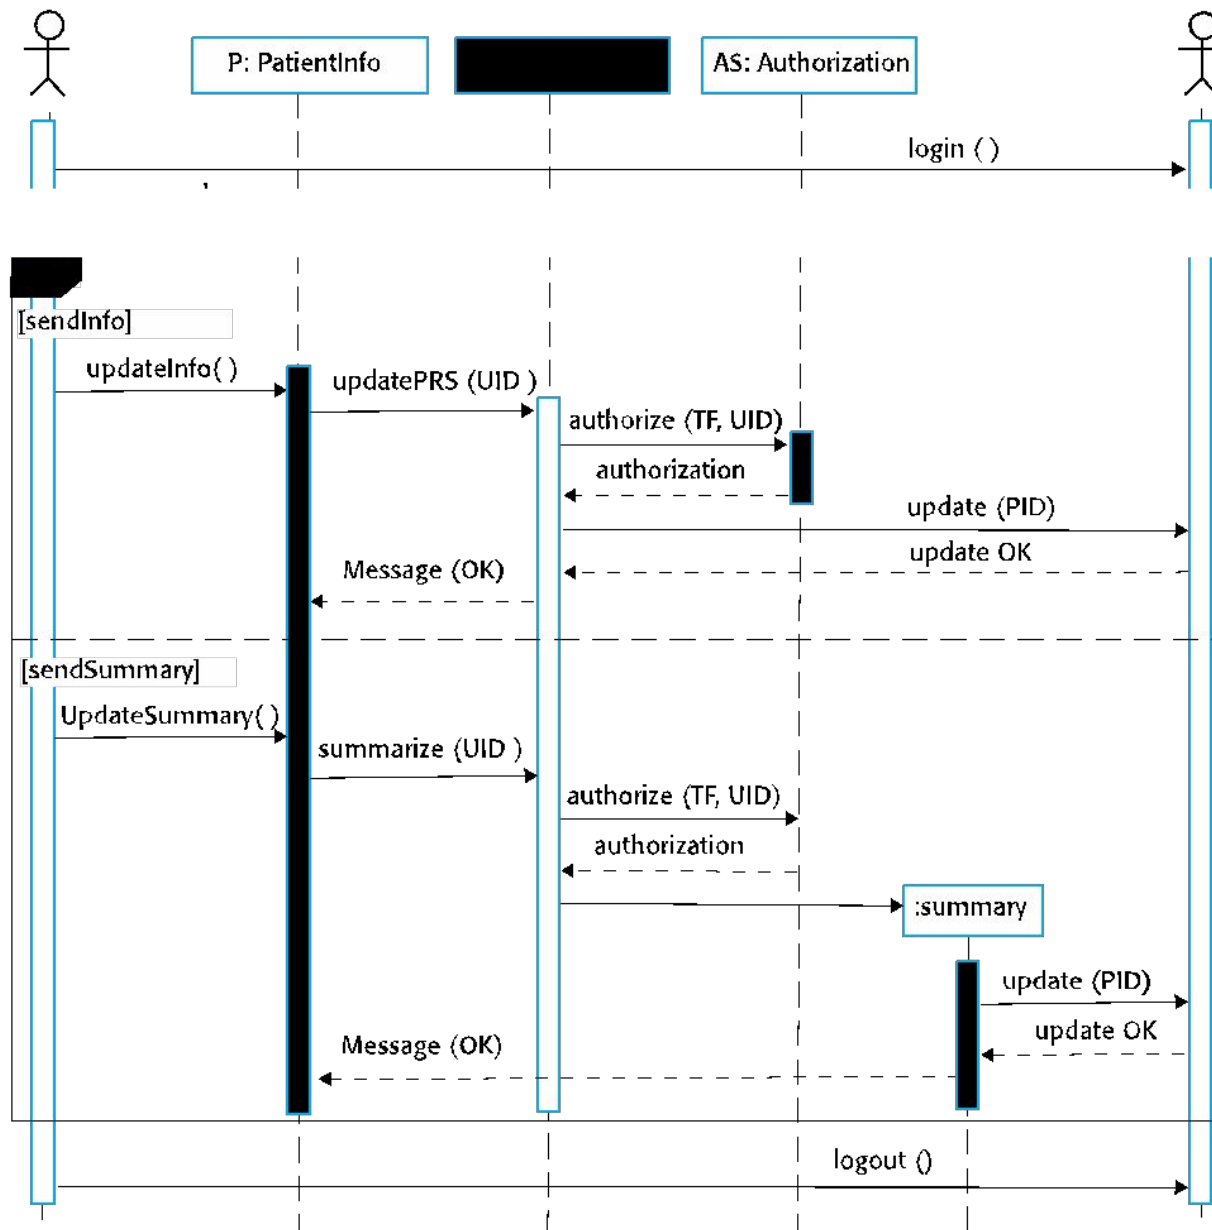 P: PatientInfo
AS: Authorization
login ( )
[sendInfo]
updateInfo( )
updatePRS (UID )
authorize (TF, UID)
authorization
update (PID)
update OK
Message (OK)
[sendSummary]
UpdateSummary( )
summarize (UID )
authorize (TF, UID)
authorization
:summary
update (PID)
update OK
Message (OK)
logout ()